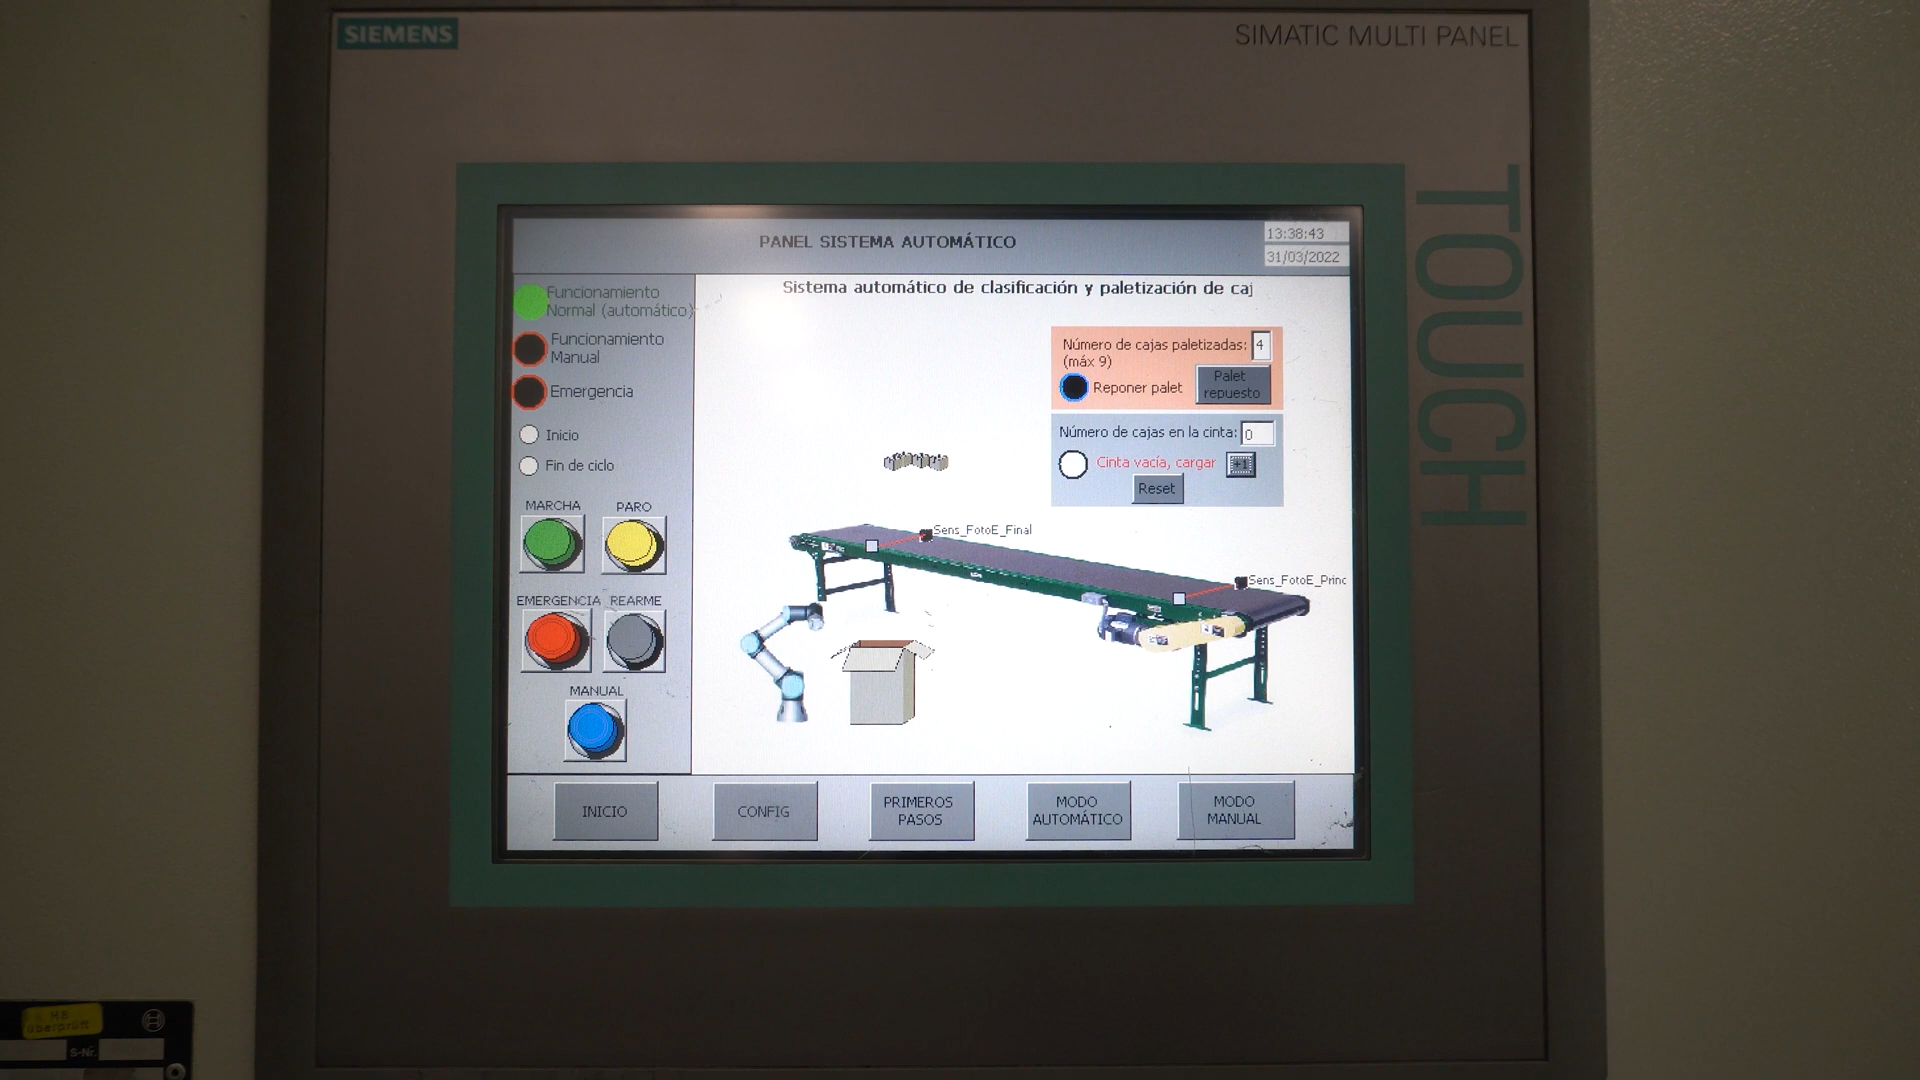 SIEMENS
SIMATIC MULTI PANEL
TOUCH
PANEL SISTEMA AUTOMÁTICO
13:38:43
31/03/2022
Sistema automático de clasificación y paletización de caj
Funcionamiento
Normal (automático)
Funcionamiento
Manual
Emergencia
Inicio
Fin de ciclo
MARCHA
PARO
EMERGENCIA
REARME
MANUAL
Número de cajas paletizadas: 4
(máx 9)
Reponer palet
Palet
repuesto
Número de cajas en la cinta: 0
Cinta vacía, cargar
+1
Reset
Sens_FotoE_Final
Sens_FotoE_Princ
INICIO
CONFIG
PRIMEROS
PASOS
MODO
AUTOMÁTICO
MODO
MANUAL
überprüft
S-Nr.